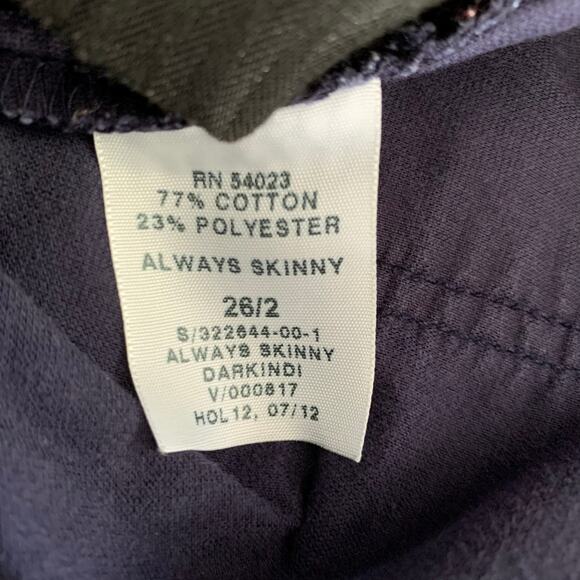 RN 54023
77% COTTON
23% POLYESTER
ALWAYS SKINNY
26/2
S/322644-00-1
ALWAYS SKINNY
DARKINDI
V/000817
HOL12, 07/12